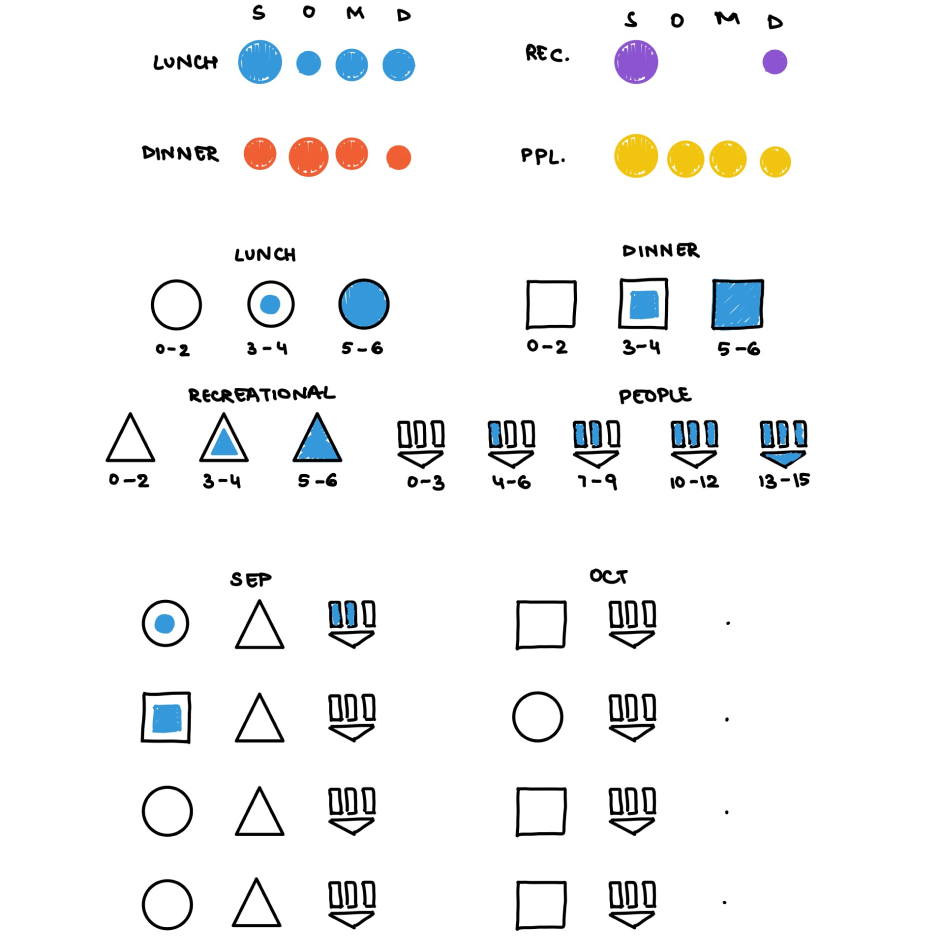 S O M D
LUNCH
DINNER
S O M D
REC.
PPL.
LUNCH
0-2 3-4 5-6
DINNER
0-2 3-4 5-6
RECREATIONAL
0-2 3-4 5-6
PEOPLE
0-3 4-6 7-9 10-12 13-15
SEP
OCT